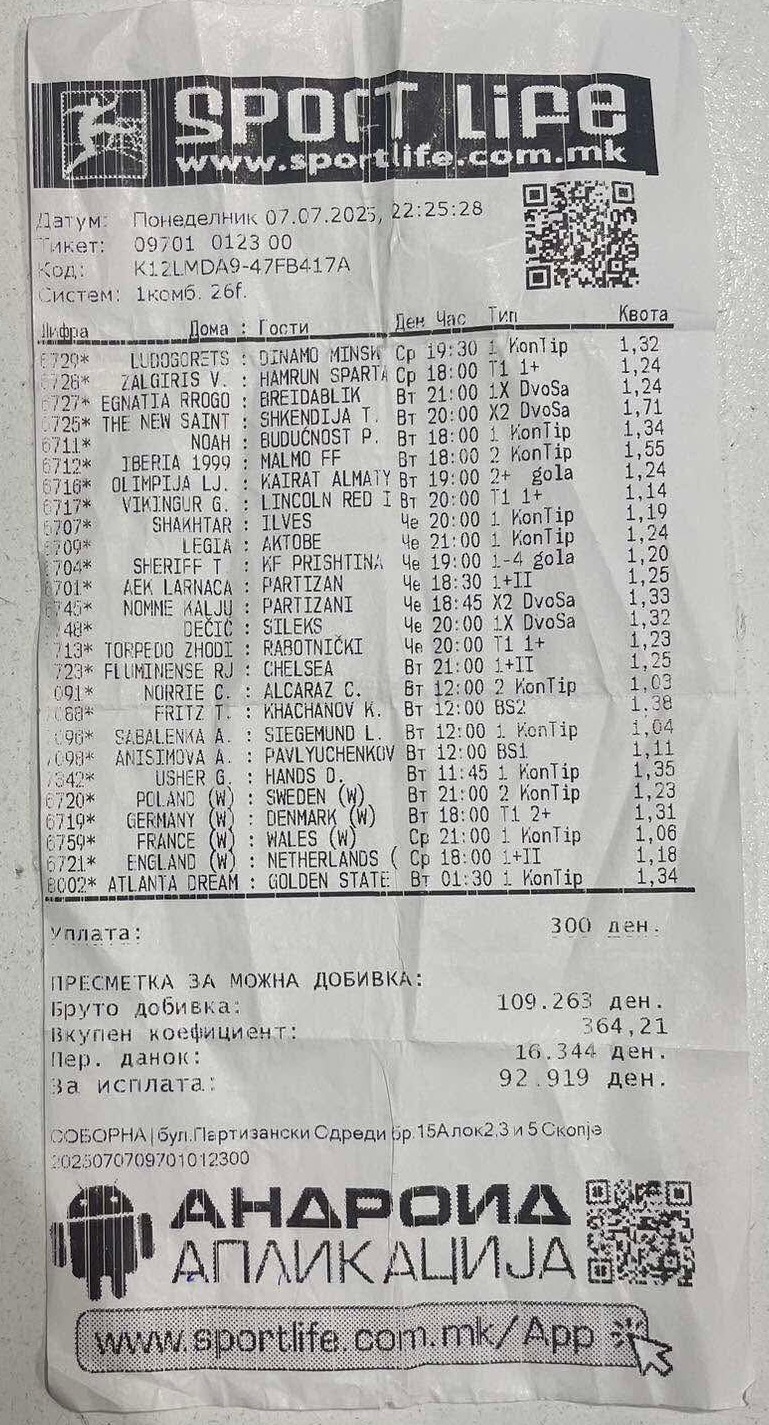 SPORT LiFe
www.sportlife.com.mk
Датум: Понеделник 07.07.2025, 22:25:28
Тикет: 09701 0123 00
Код: K12LMDA9-47FB417A
Систем: 1комб. 26f.
Шифра Дома : Гости Ден Час Тип Квота
6729* LUDOGORETS : DINAMO MINSK Ср 19:30 1 KonTip 1,32
6728* ZALGIRIS V. : HAMRUN SPARTA Ср 18:00 T1 1+ 1,24
6727* EGNATIA RROGO : BREIDABLIK Вт 21:00 1X DvoSa 1,24
6725* THE NEW SAINT : SHKENDIJA T. Вт 20:00 X2 DvoSa 1,71
6711* NOAH : BUDUĆNOST P. Вт 18:00 1 KonTip 1,34
6712* IBERIA 1999 : MALMO FF Вт 18:00 2 KonTip 1,55
6716* OLIMPIJA LJ. : KAIRAT ALMATY Вт 19:00 2+ gola 1,24
6717* VIKINGUR G. : LINCOLN RED I Вт 20:00 T1 1+ 1,14
6707* SHAKHTAR : ILVES Че 20:00 1 KonTip 1,19
6709* LEGIA : AKTOBE Че 21:00 1 KonTip 1,24
6704* SHERIFF T : KF PRISHTINA Че 19:00 1-4 gola 1,20
6701* AEK LARNACA : PARTIZAN Че 18:30 1+II 1,25
6745* NOMME KALJU : PARTIZANI Че 18:45 X2 DvoSa 1,33
748* DEČIĆ : SILEKS Че 20:00 1X DvoSa 1,32
713* TORPEDO ZHODI : RABOTNIČKI Че 20:00 T1 1+ 1,23
723* FLUMINENSE RJ : CHELSEA Вт 21:00 1+II 1,25
091* NORRIE C. : ALCARAZ C. Вт 12:00 2 KonTip 1,03
7088* FRITZ T. : KHACHANOV K. Вт 12:00 BS2 1,38
7096* SABALENKA A. : SIEGEMUND L. Вт 12:00 1 KonTip 1,04
7098* ANISIMOVA A. : PAVLYUCHENKOV Вт 12:00 BS1 1,11
7342* USHER G. : HANDS D. Вт 11:45 1 KonTip 1,35
6720* POLAND (W) : SWEDEN (W) Вт 21:00 2 KonTip 1,23
6719* GERMANY (W) : DENMARK (W) Вт 18:00 T1 2+ 1,31
6759* FRANCE (W) : WALES (W) Ср 21:00 1 KonTip 1,06
6721* ENGLAND (W) : NETHERLANDS ( Ср 18:00 1+II 1,18
8002* ATLANTA DREAM : GOLDEN STATE Вт 01:30 1 KonTip 1,34
Уплата: 300 ден.
ПРЕСМЕТКА ЗА МОЖНА ДОБИВКА:
Бруто добивка: 109.263 ден.
Вкупен коефициент: 364,21
Пер. данок: 16.344 ден.
За исплата: 92.919 ден.
СОБОРНА|бул.Партизански Одреди бр.15А лок2,3 и 5 Скопје
2025070709701012300
АНДРОИД
АПЛИКАЦИЈА
www.sportlife.com.mk/App